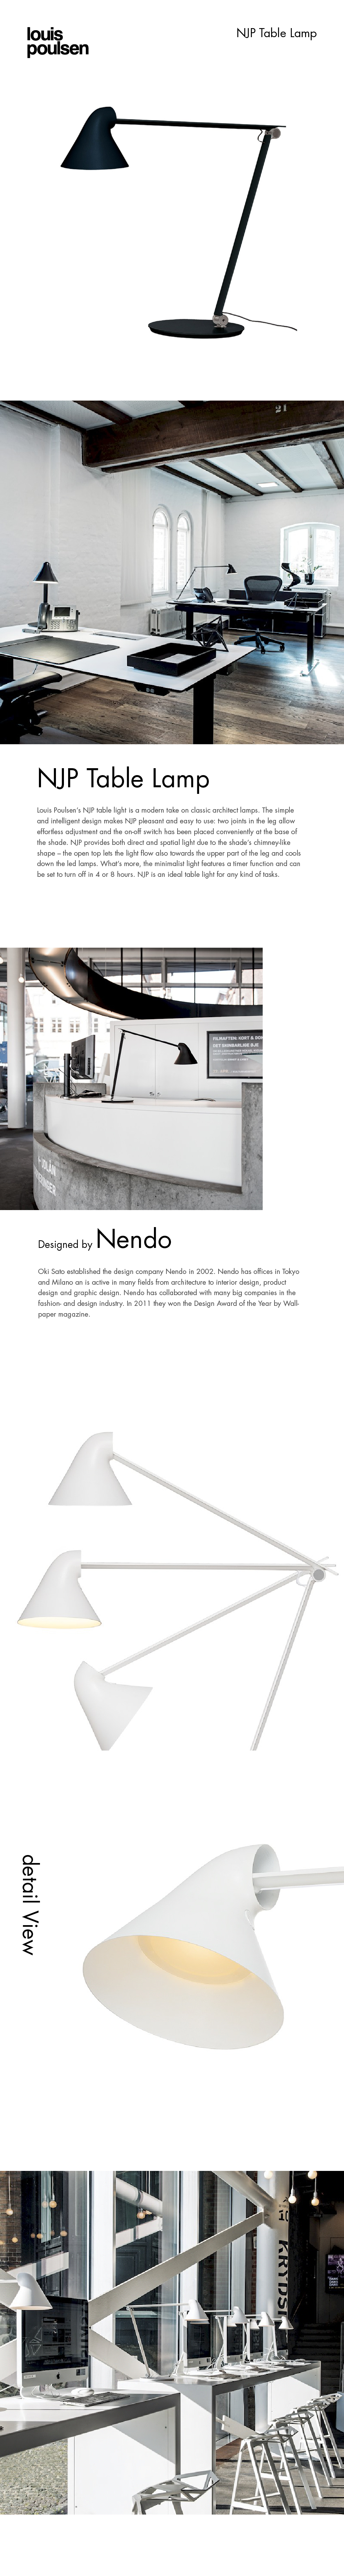 louis
poulsen
NJP Table Lamp
NJP Table Lamp
Louis Poulsen's NJP table light is a modern take on classic architect lamps. The simple
and intelligent design makes NJP pleasant and easy to use: two joints in the leg allow
effortless adjustment and the on-off switch has been placed conveniently at the base of
the shade. NJP provides both direct and spatial light due to the shade's chimney-like
shape – the open top lets the light flow also towards the upper part of the leg and cools
down the led lamps. What's more, the minimalist light features a timer function and can
be set to turn off in 4 or 8 hours. NJP is an ideal table light for any kind of tasks.
FILMAFTEN: KORT & DOK
Designed by Nendo
Oki Sato established the design company Nendo in 2002. Nendo has offices in Tokyo
and Milano an is active in many fields from architecture to interior design, product
design and graphic design. Nendo has collaborated with many big companies in the
fashion- and design industry. In 2011 they won the Design Award of the Year by Wall-
paper magazine.
detail View